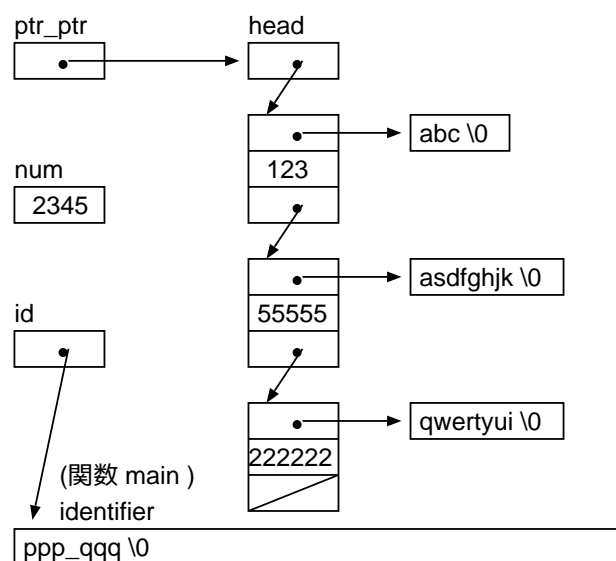 ptr_ptr
head
abc \0
123
num
2345
asdfghjk \0
55555
id
qwertyui \0
222222
(関数 main )
identifier
ppp_qqq \0